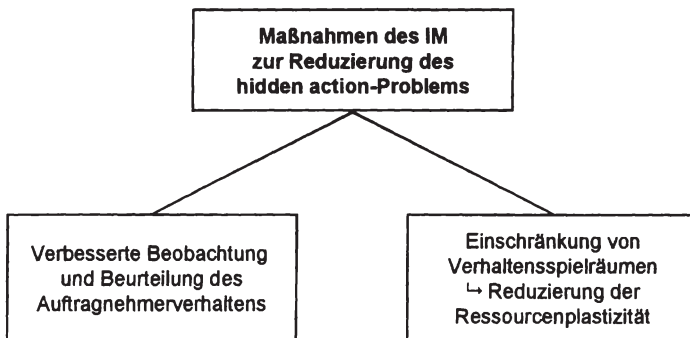 Maßnahmen des IM
zur Reduzierung des
hidden action-Problems
Verbesserte Beobachtung
und Beurteilung des
Auftragnehmerverhaltens
Einschränkung von
Verhaltensspielräumen
↳ Reduzierung der
Ressourcenplastizität